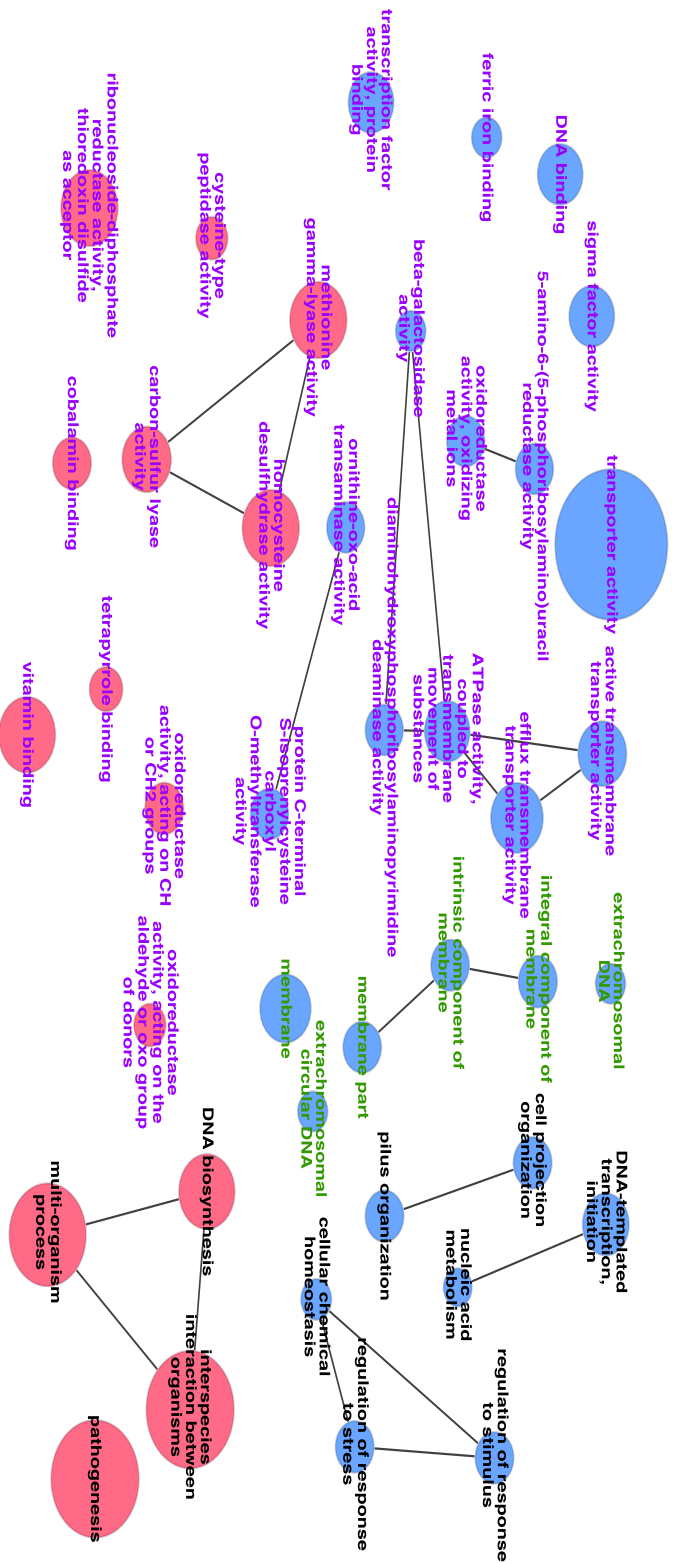 transcription factor
activity, protein
binding
ferric iron binding
DNA binding
sigma factor activity
ribonucleoside-diphosphate
reductase activity,
thioredoxin disulfide
as acceptor
cysteine-type
peptidase activity
methionine
gamma-lyase activity
beta-galactosidase
activity
5-amino-6-(5-phosphoribosylamino)uracil
reductase activity
oxidoreductase
activity, oxidizing
metal ions
transporter activity
carbon-sulfur lyase
activity
cobalamin binding
homocysteine
desulfhydrase activity
ornithine-oxo-acid
transaminase activity
diaminohydroxyphosphoribosylaminopyrimidine
deaminase activity
ATPase activity,
coupled to
transmembrane
movement of
substances
active transmembrane
transporter activity
efflux transmembrane
transporter activity
tetrapyrrole binding
vitamin binding
oxidoreductase
activity, acting on CH
or CH2 groups
protein C-terminal
S-isoprenylcysteine
carboxyl
O-methyltransferase
activity
oxidoreductase
activity, acting on the
aldehyde or oxo group
of donors
intrinsic component of
membrane
integral component of
membrane
extrachromosomal
DNA
membrane
membrane part
extrachromosomal
circular DNA
cell projection
organization
pilus organization
DNA-templated
transcription,
initiation
nucleic acid
metabolism
DNA biosynthesis
multi-organism
process
cellular chemical
homeostasis
interspecies
interaction between
organisms
regulation of response
to stress
regulation of response
to stimulus
pathogenesis